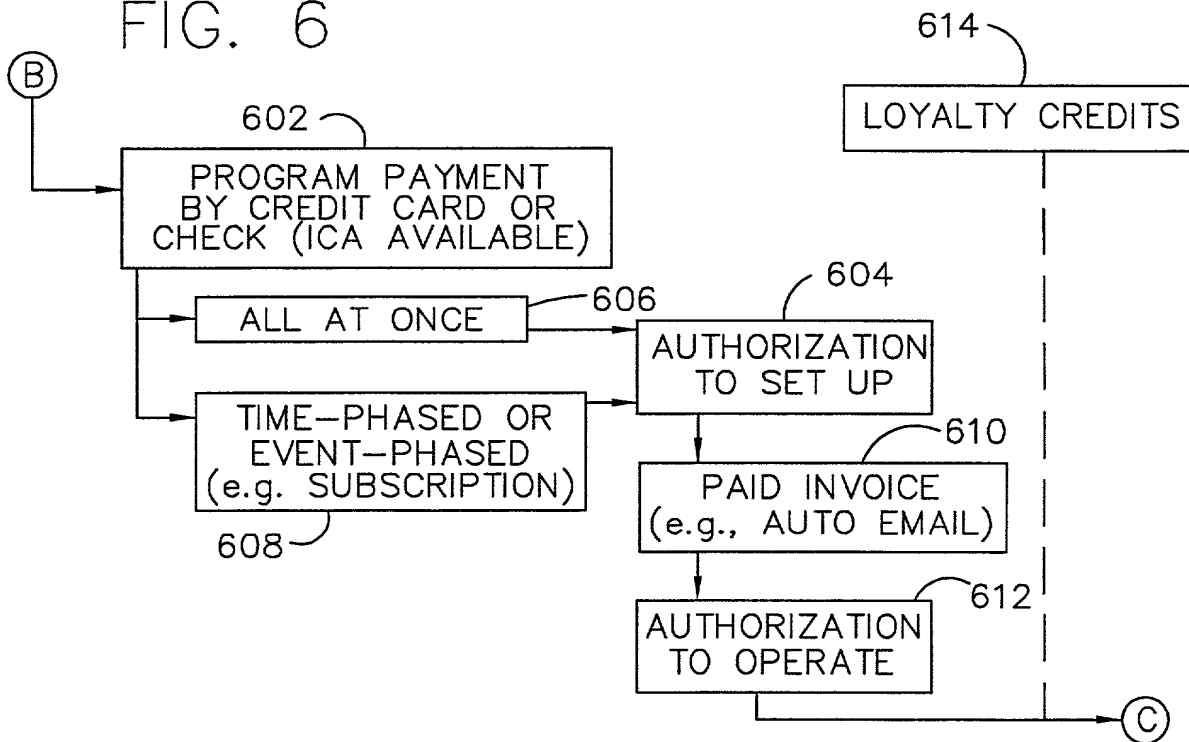 FIG. 6
614
B
LOYALTY CREDITS
602
PROGRAM PAYMENT
BY CREDIT CARD OR
CHECK (ICA AVAILABLE)
606
604
ALL AT ONCE
AUTHORIZATION
TO SET UP
TIME-PHASED OR
EVENT-PHASED
(e.g. SUBSCRIPTION)
608
610
PAID INVOICE
(e.g., AUTO EMAIL)
612
AUTHORIZATION
TO OPERATE
C